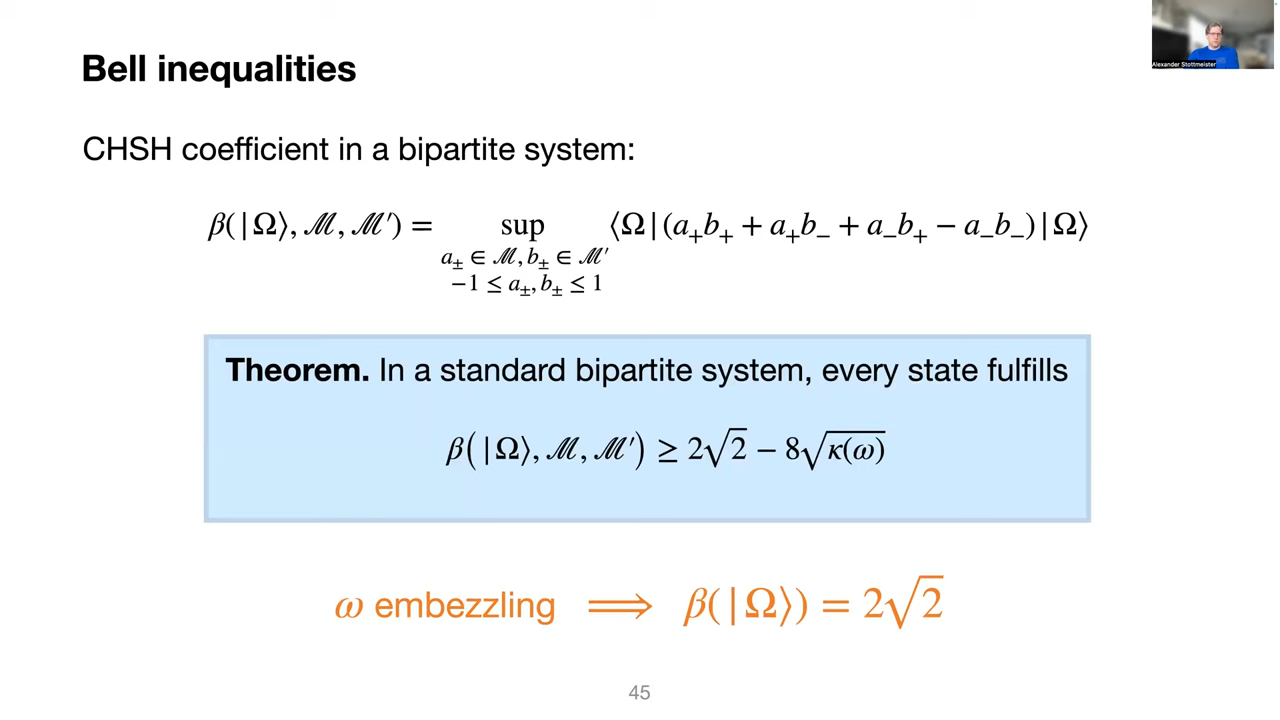 Alexander Stottmeister
Bell inequalities
CHSH coefficient in a bipartite system:
β(|Ω⟩, ℳ, ℳ′) = sup ⟨Ω|(a₊b₊ + a₊b₋ + a₋b₊ − a₋b₋)|Ω⟩
a± ∈ ℳ, b± ∈ ℳ′
−1 ≤ a±, b± ≤ 1
Theorem. In a standard bipartite system, every state fulfills
β(|Ω⟩, ℳ, ℳ′) ≥ 2√2 − 8√κ(ω)
ω embezzling ⟹ β(|Ω⟩) = 2√2
45